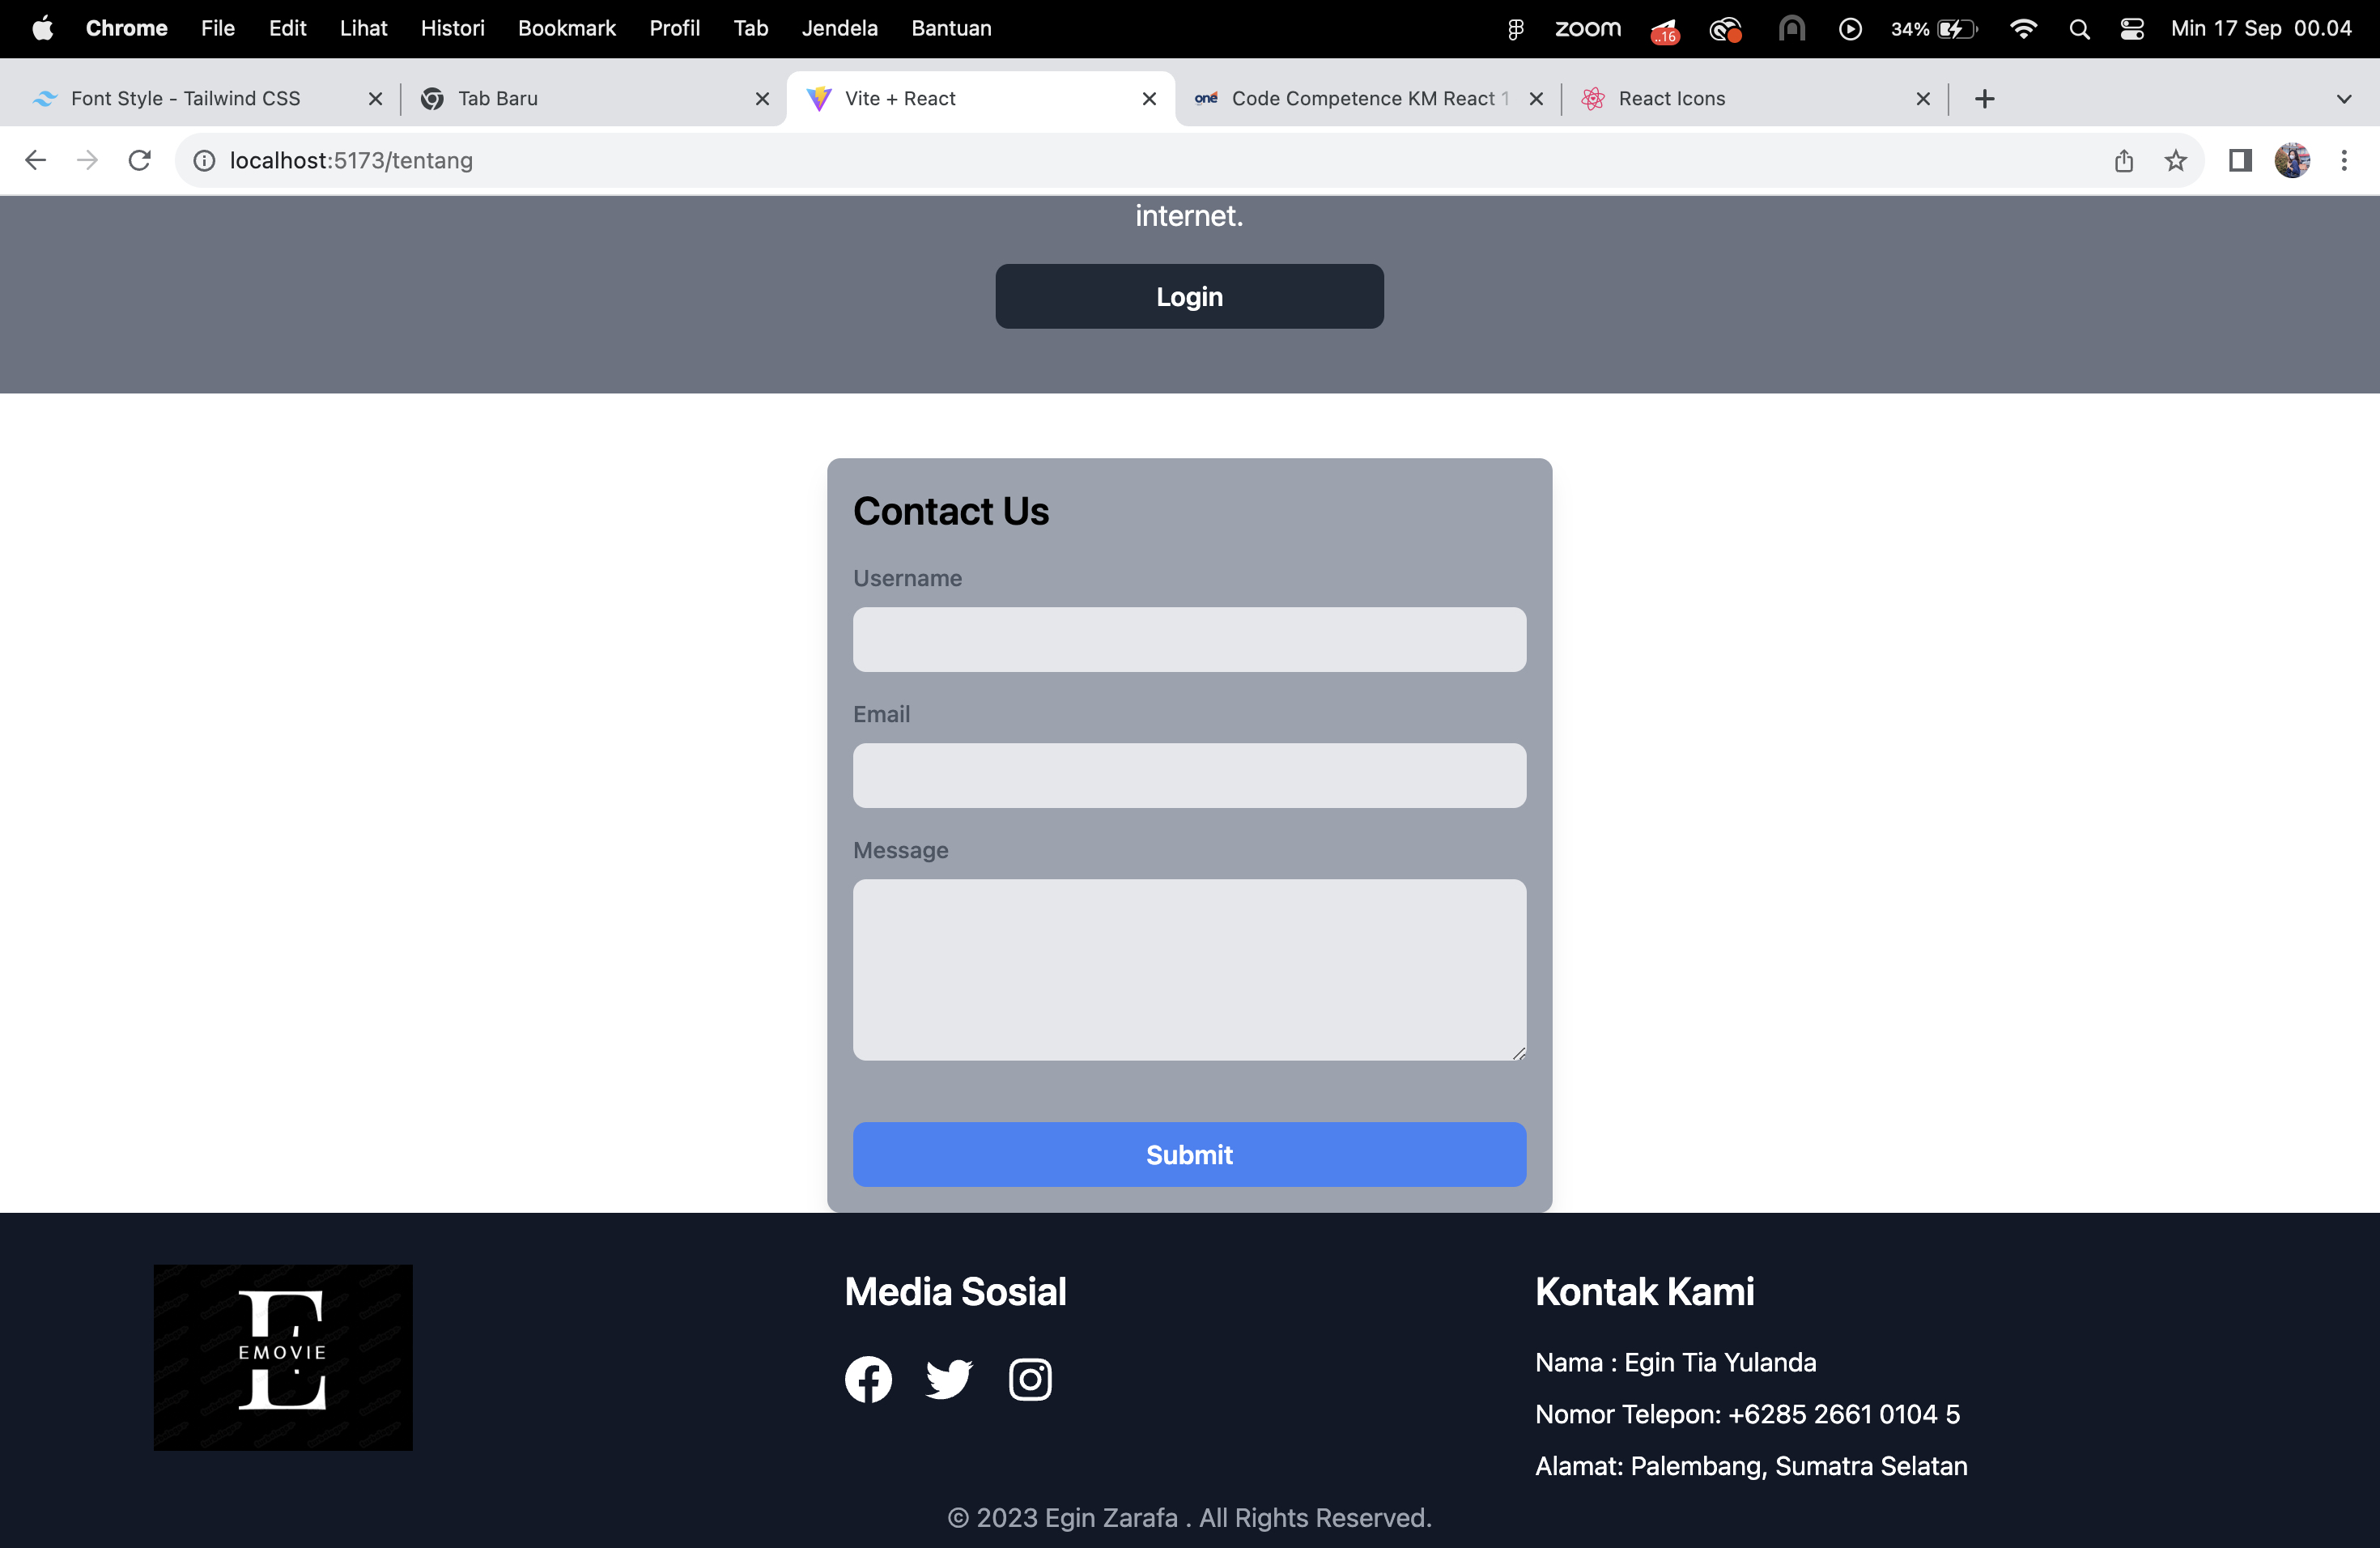 Chrome File Edit Lihat Histori Bookmark Profil Tab Jendela Bantuan zoom ..16 34% Min 17 Sep 00.04
Font Style - Tailwind CSS Tab Baru Vite + React one Code Competence KM React 1 React Icons
localhost:5173/tentang
internet.
Login
Contact Us
Username
Email
Message
Submit
EMOVIE
Media Sosial
Kontak Kami
Nama : Egin Tia Yulanda
Nomor Telepon: +6285 2661 0104 5
Alamat: Palembang, Sumatra Selatan
© 2023 Egin Zarafa . All Rights Reserved.